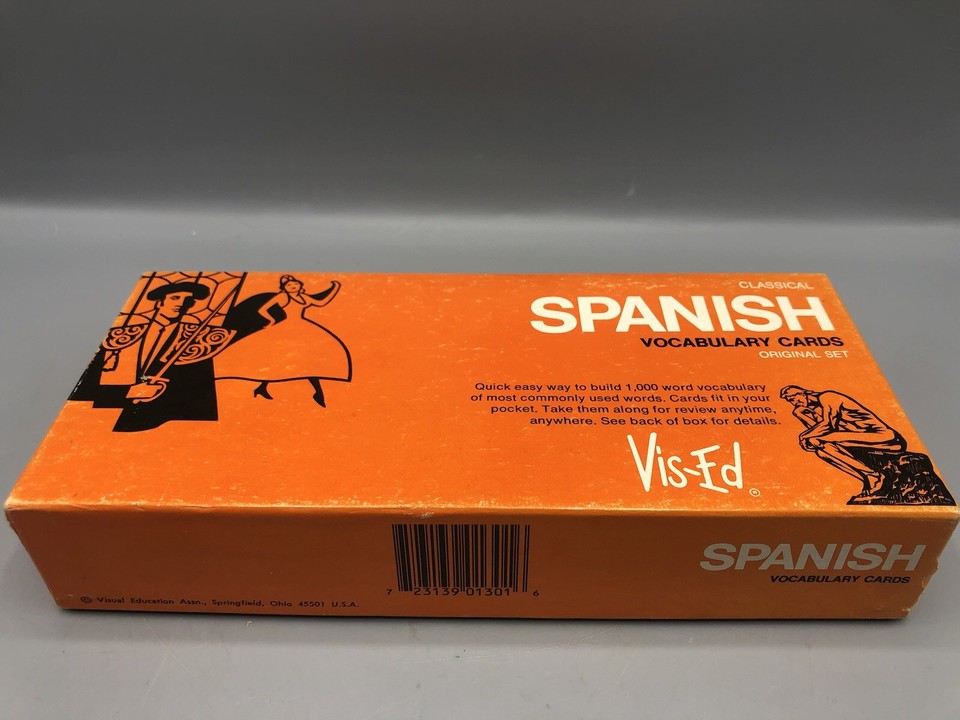 CLASSICAL
SPANISH
VOCABULARY CARDS
ORIGINAL SET
Quick easy way to build 1,000 word vocabulary
of most commonly used words. Cards fit in your
pocket. Take them along for review anytime,
anywhere. See back of box for details.
Vis-Ed ©
SPANISH
VOCABULARY CARDS
7 23139 01301 6
© Visual Education Assn., Springfield, Ohio 45501 U.S.A.